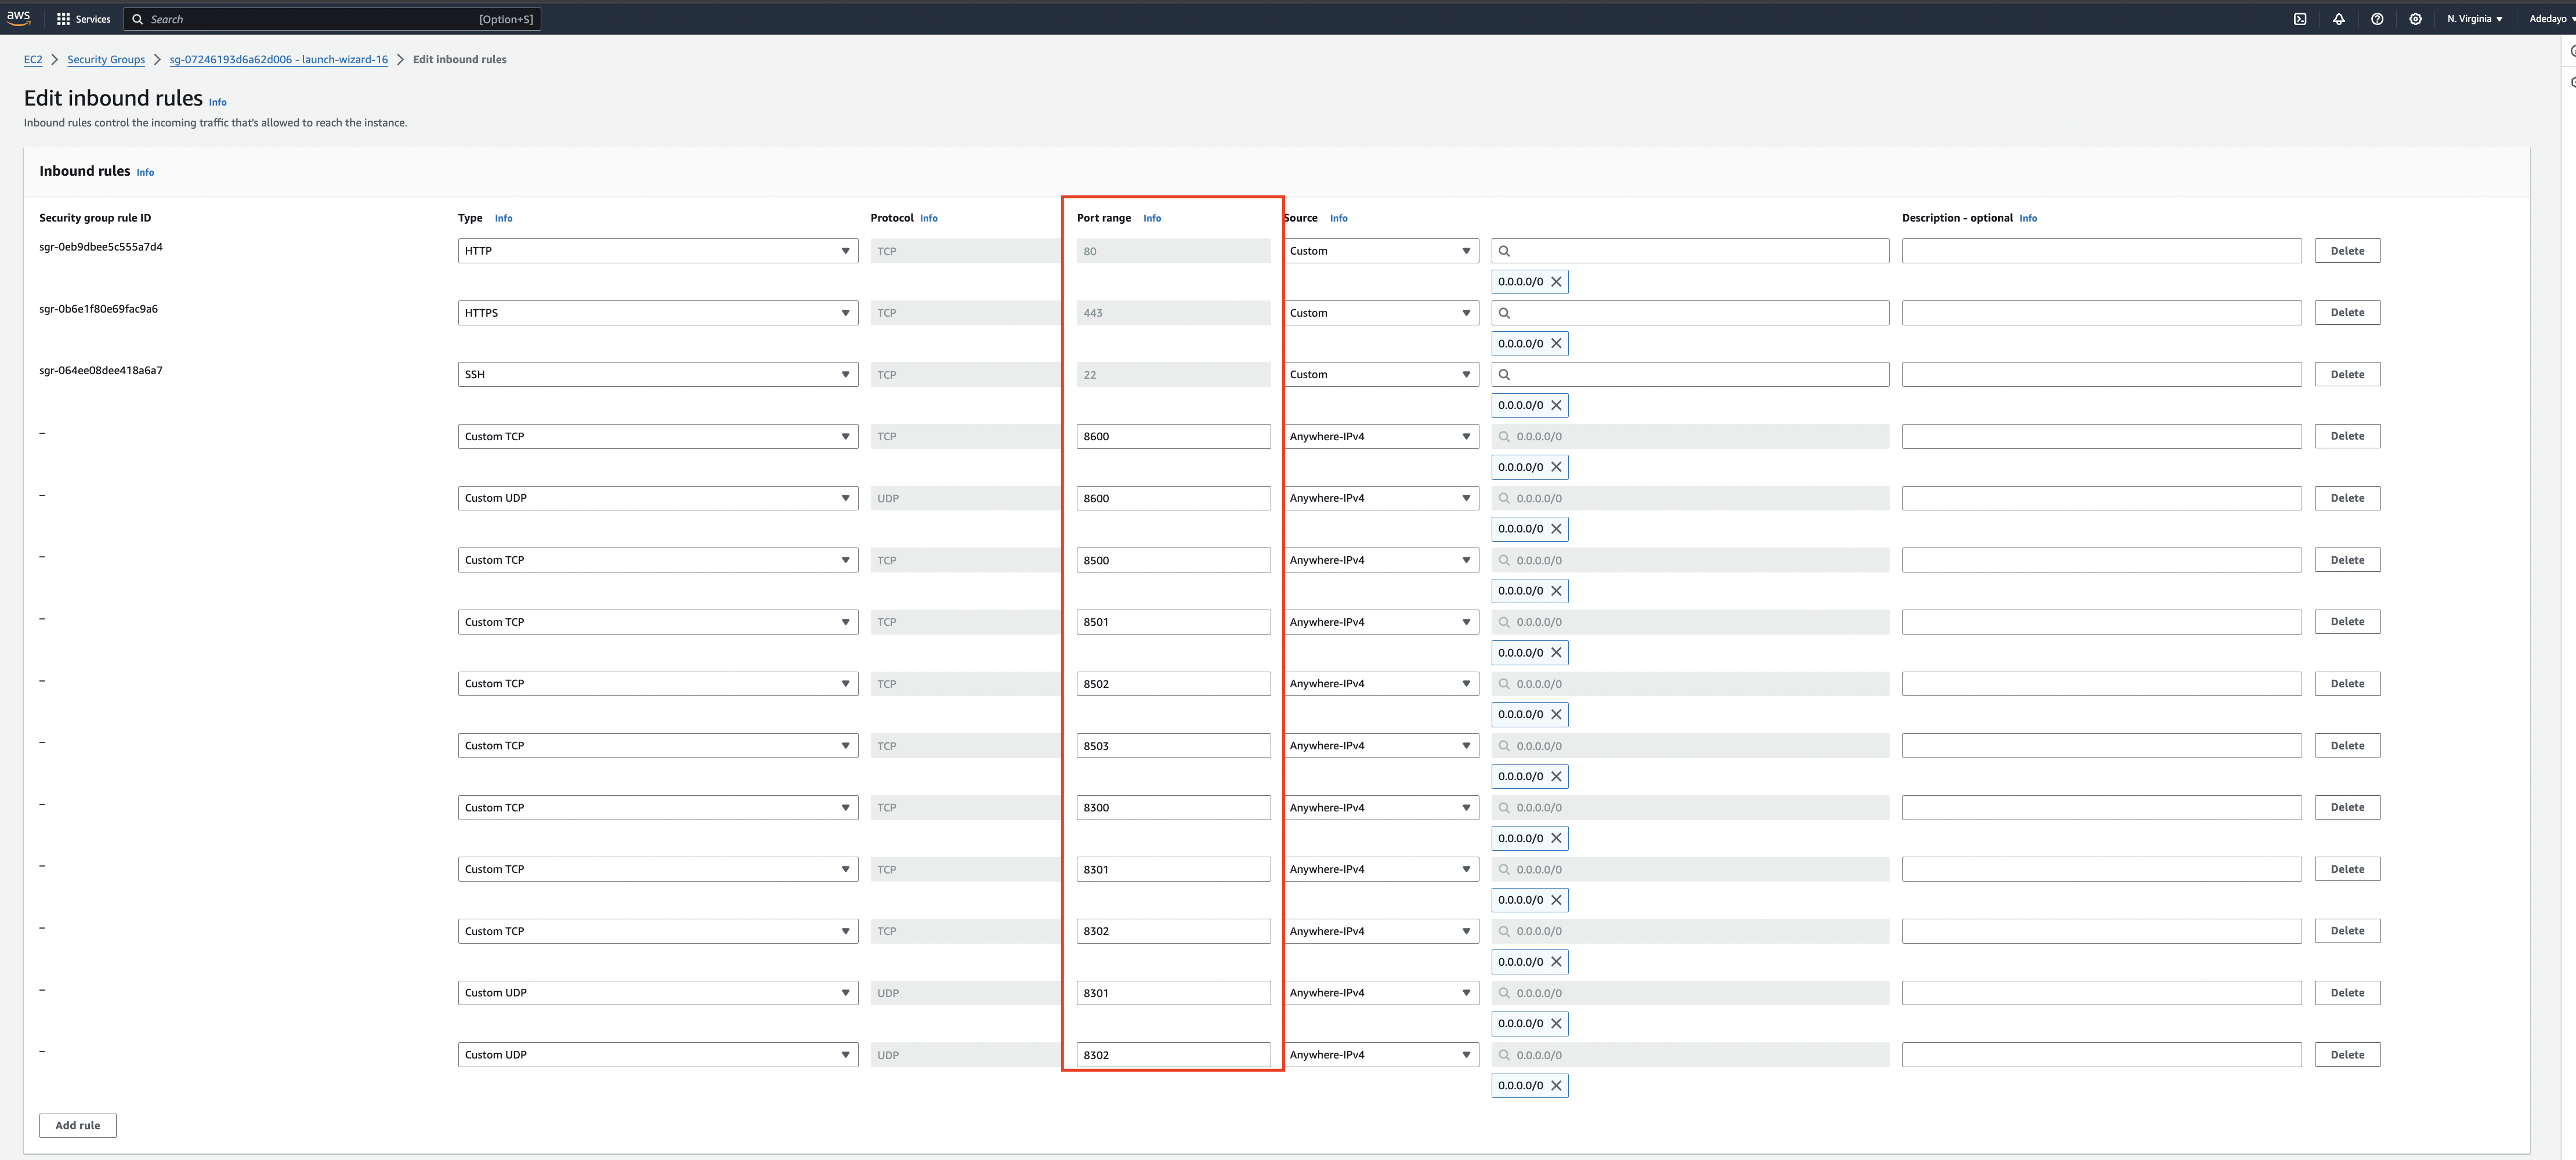 aws Services Search [Option+S] N. Virginia Adedayo
EC2 Security Groups sg-07246193d6a62d006 - launch-wizard-16 Edit inbound rules
Edit inbound rules Info
Inbound rules control the incoming traffic that's allowed to reach the instance.
Inbound rules Info
Security group rule ID Type Info Protocol Info Port range Info Source Info Description - optional Info
sgr-0eb9dbee5c555a7d4 HTTP TCP 80 Custom Delete
0.0.0.0/0
sgr-0b6e1f80e69fac9a6 HTTPS TCP 443 Custom Delete
0.0.0.0/0
sgr-064ee08dee418a6a7 SSH TCP 22 Custom Delete
0.0.0.0/0
– Custom TCP TCP 8600 Anywhere-IPv4 0.0.0.0/0 Delete
0.0.0.0/0
– Custom UDP UDP 8600 Anywhere-IPv4 0.0.0.0/0 Delete
0.0.0.0/0
– Custom TCP TCP 8500 Anywhere-IPv4 0.0.0.0/0 Delete
0.0.0.0/0
– Custom TCP TCP 8501 Anywhere-IPv4 0.0.0.0/0 Delete
0.0.0.0/0
– Custom TCP TCP 8502 Anywhere-IPv4 0.0.0.0/0 Delete
0.0.0.0/0
– Custom TCP TCP 8503 Anywhere-IPv4 0.0.0.0/0 Delete
0.0.0.0/0
– Custom TCP TCP 8300 Anywhere-IPv4 0.0.0.0/0 Delete
0.0.0.0/0
– Custom TCP TCP 8301 Anywhere-IPv4 0.0.0.0/0 Delete
0.0.0.0/0
– Custom TCP TCP 8302 Anywhere-IPv4 0.0.0.0/0 Delete
0.0.0.0/0
– Custom UDP UDP 8301 Anywhere-IPv4 0.0.0.0/0 Delete
0.0.0.0/0
– Custom UDP UDP 8302 Anywhere-IPv4 0.0.0.0/0 Delete
0.0.0.0/0
Add rule